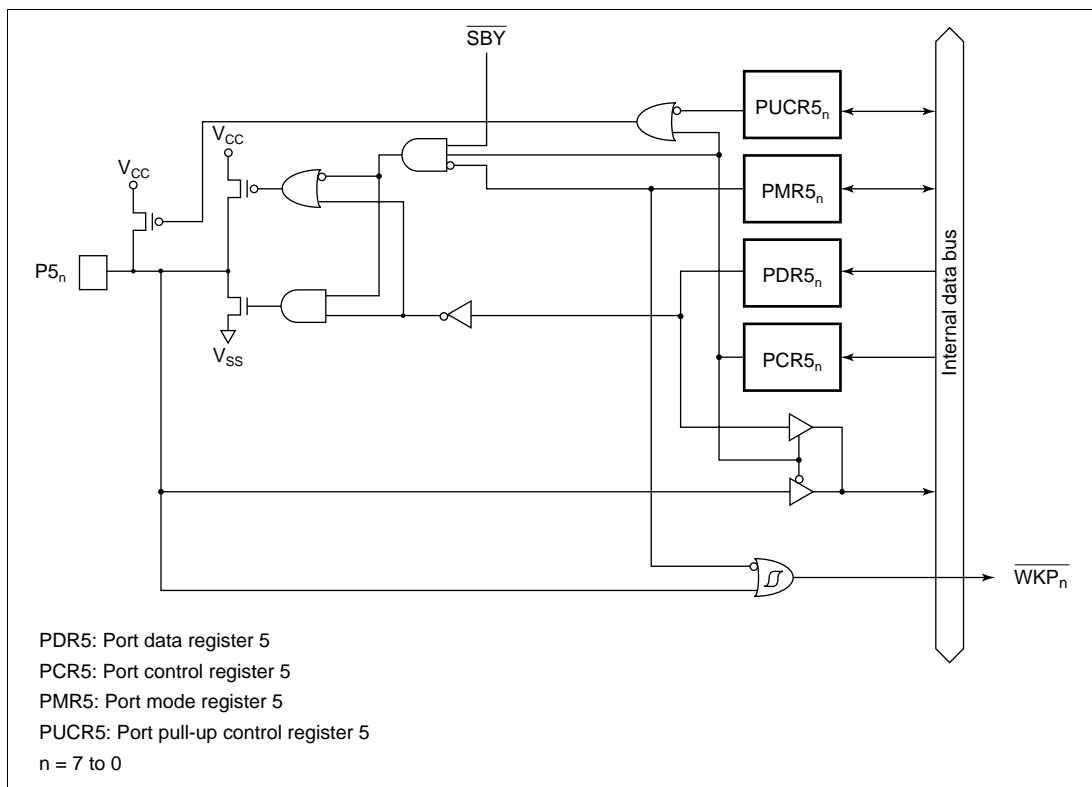 SBY
PUCR5n
VCC
VCC
PMR5n
P5n
PDR5n
VSS
PCR5n
Internal data bus
WKPn
PDR5: Port data register 5
PCR5: Port control register 5
PMR5: Port mode register 5
PUCR5: Port pull-up control register 5
n = 7 to 0